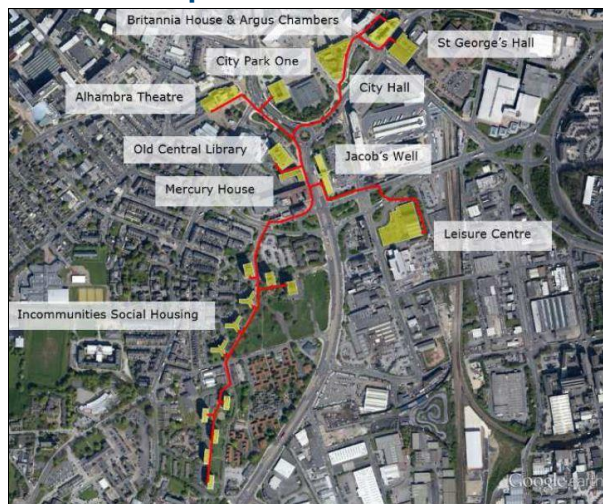 Britannia House & Argus Chambers
St George's Hall
City Park One
City Hall
Alhambra Theatre
Old Central Library
Jacob's Well
Mercury House
Leisure Centre
Incommunities Social Housing
Google earth